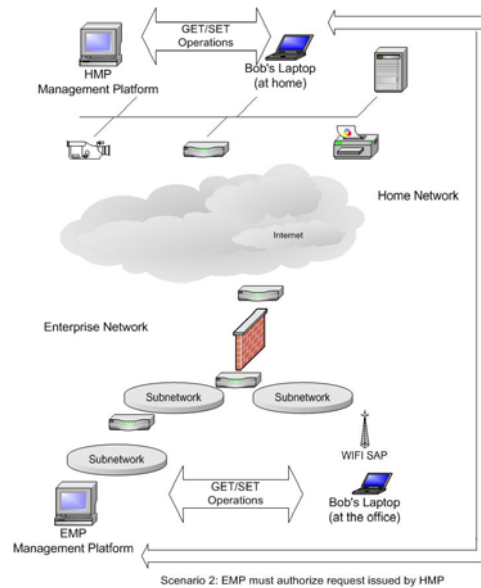 GET/SET
Operations
HMP
Management Platform
Bob's Laptop
(at home)
Home Network
Internet
Enterprise Network
Subnetwork
Subnetwork
WIFI SAP
Subnetwork
GET/SET
Operations
Bob's Laptop
(at the office)
EMP
Management Platform
Scenario 2: EMP must authorize request issued by HMP